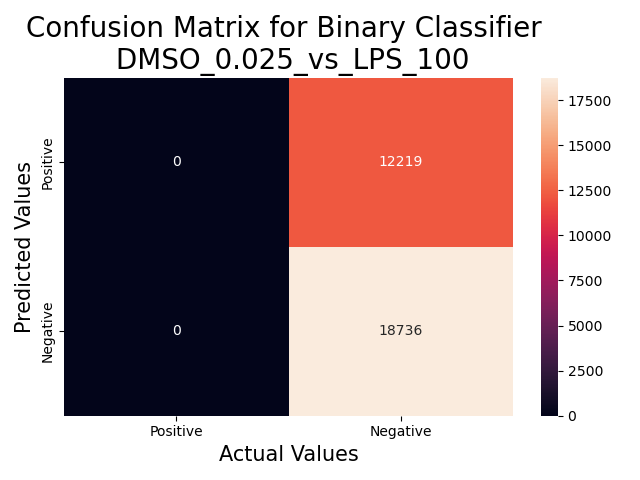 Confusion Matrix for Binary Classifier
DMSO_0.025_vs_LPS_100
Predicted Values
Positive
Negative
0
12219
0
18736
Positive
Negative
Actual Values
17500
15000
12500
10000
7500
5000
2500
0